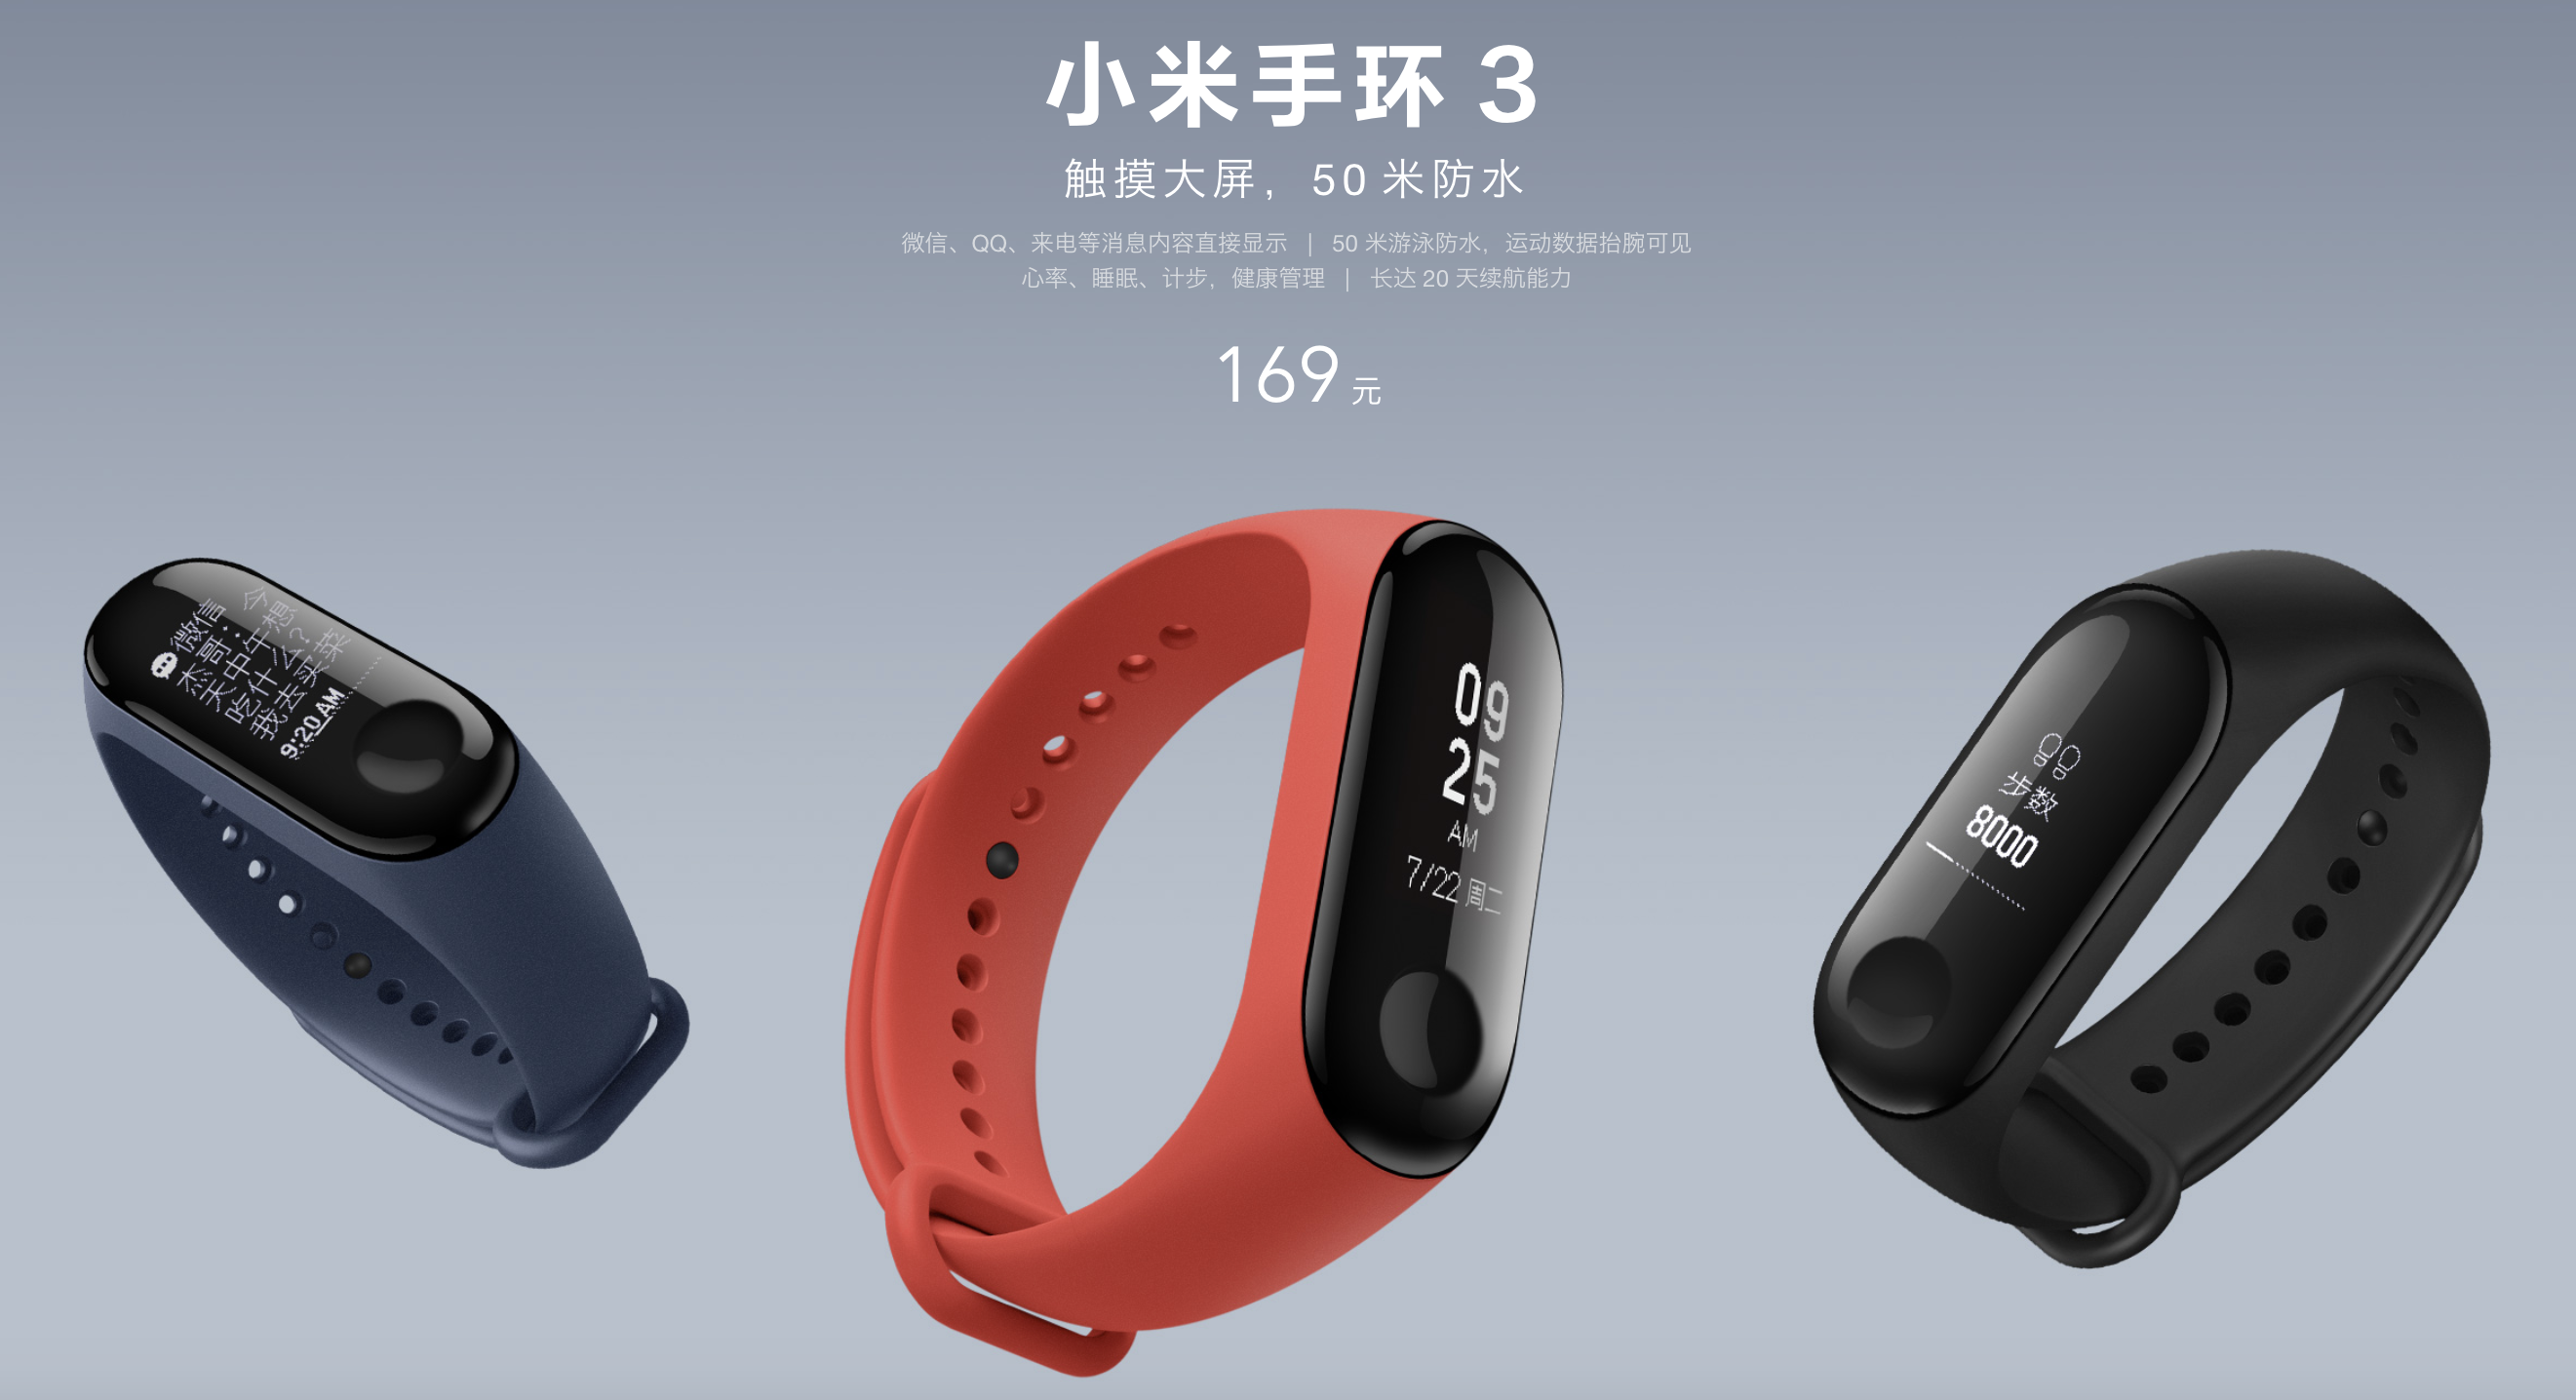 小米手环 3
触摸大屏，50 米防水
微信、QQ、来电等消息内容直接显示 | 50 米游泳防水，运动数据抬腕可见
心率、睡眠、计步，健康管理 | 长达 20 天续航能力
169 元
微信
杰哥：今
天中午想
吃什么？
我去买菜
9:20 AM
09
25
AM
7/22 周二
步数
8000